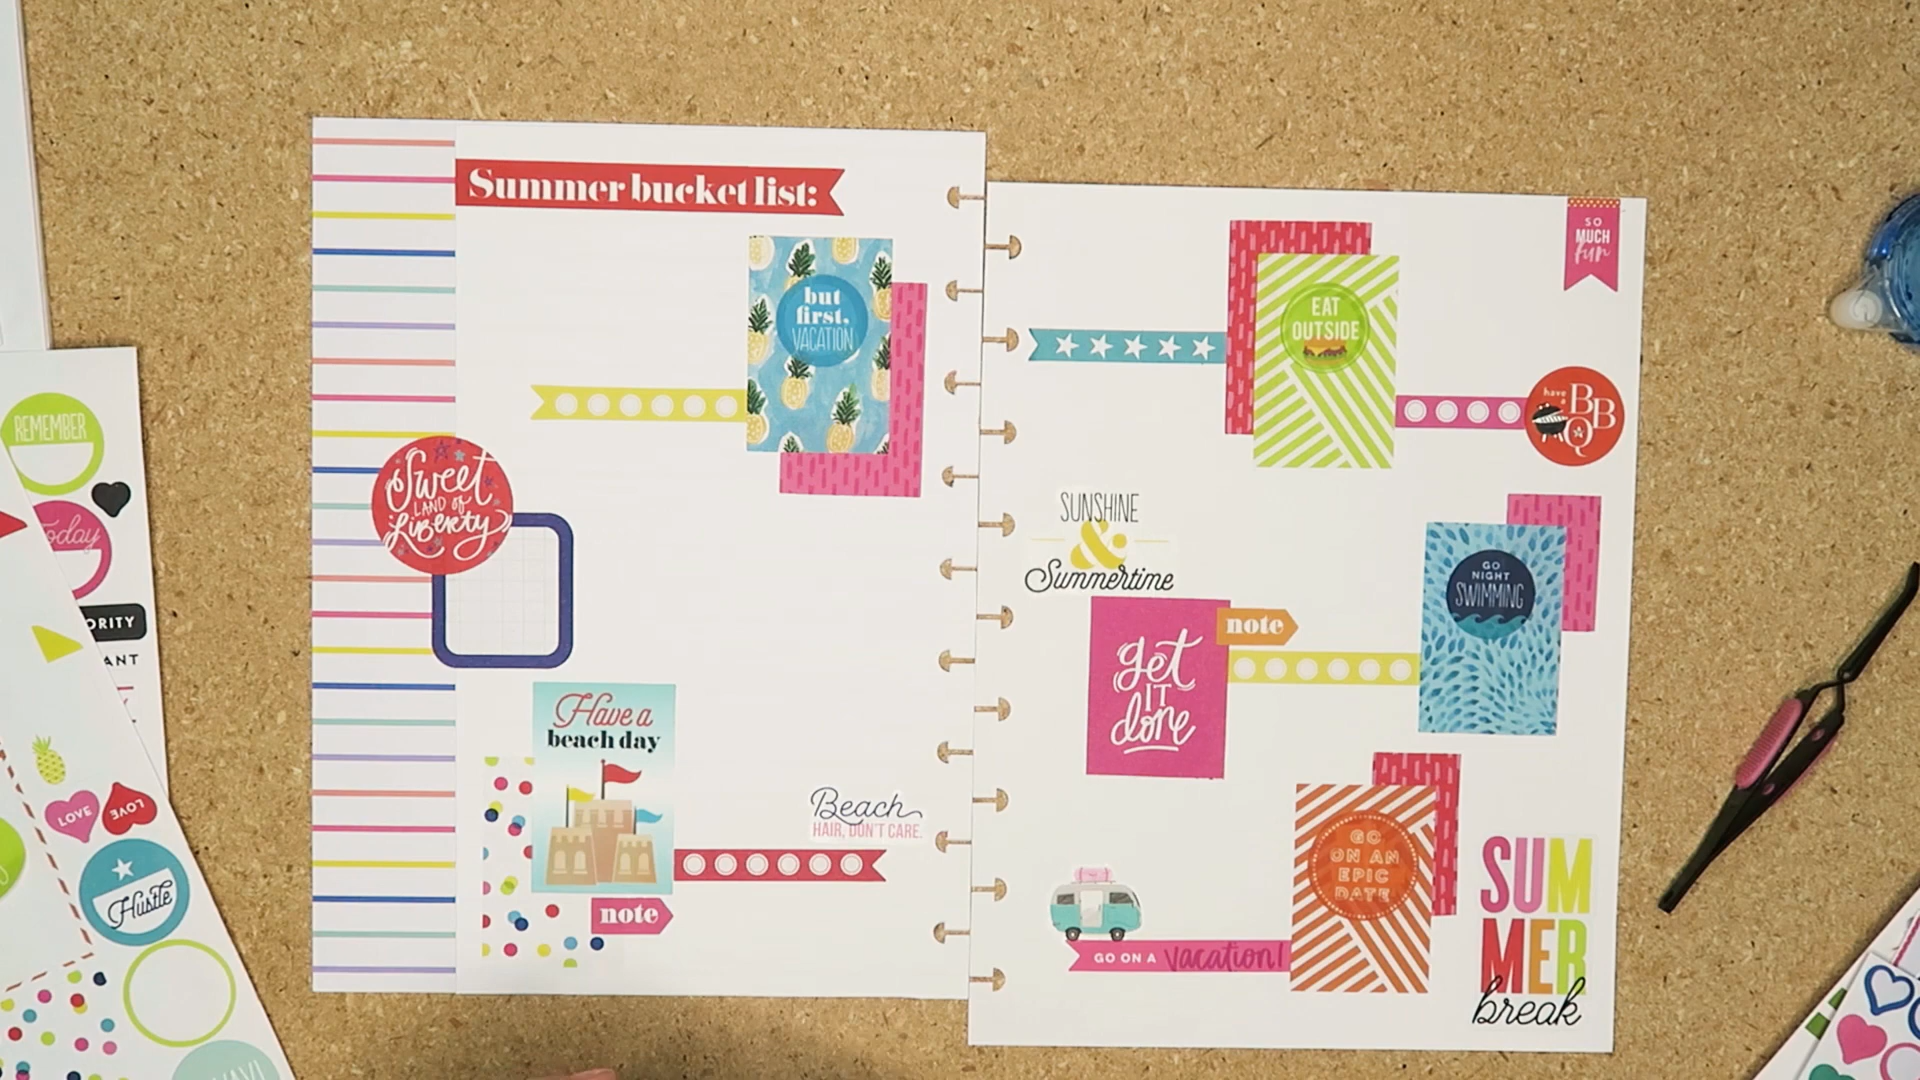 Summer bucket list:
but
first,
VACATION
Sweet
LAND of
Liberty
Have a
beach day
note
Beach
HAIR, DON'T CARE.
SO
MUCH
fun
EAT
OUTSIDE
have a
BBQ
SUNSHINE
&
Summertime
get
IT
done
note
GO
NIGHT
SWIMMING
GO
ON AN
EPIC
DATE
GO ON A vacation!
SUM
MER
break
REMEMBER
today
ORITY
ANT
LOVE
LOVE
Hustle